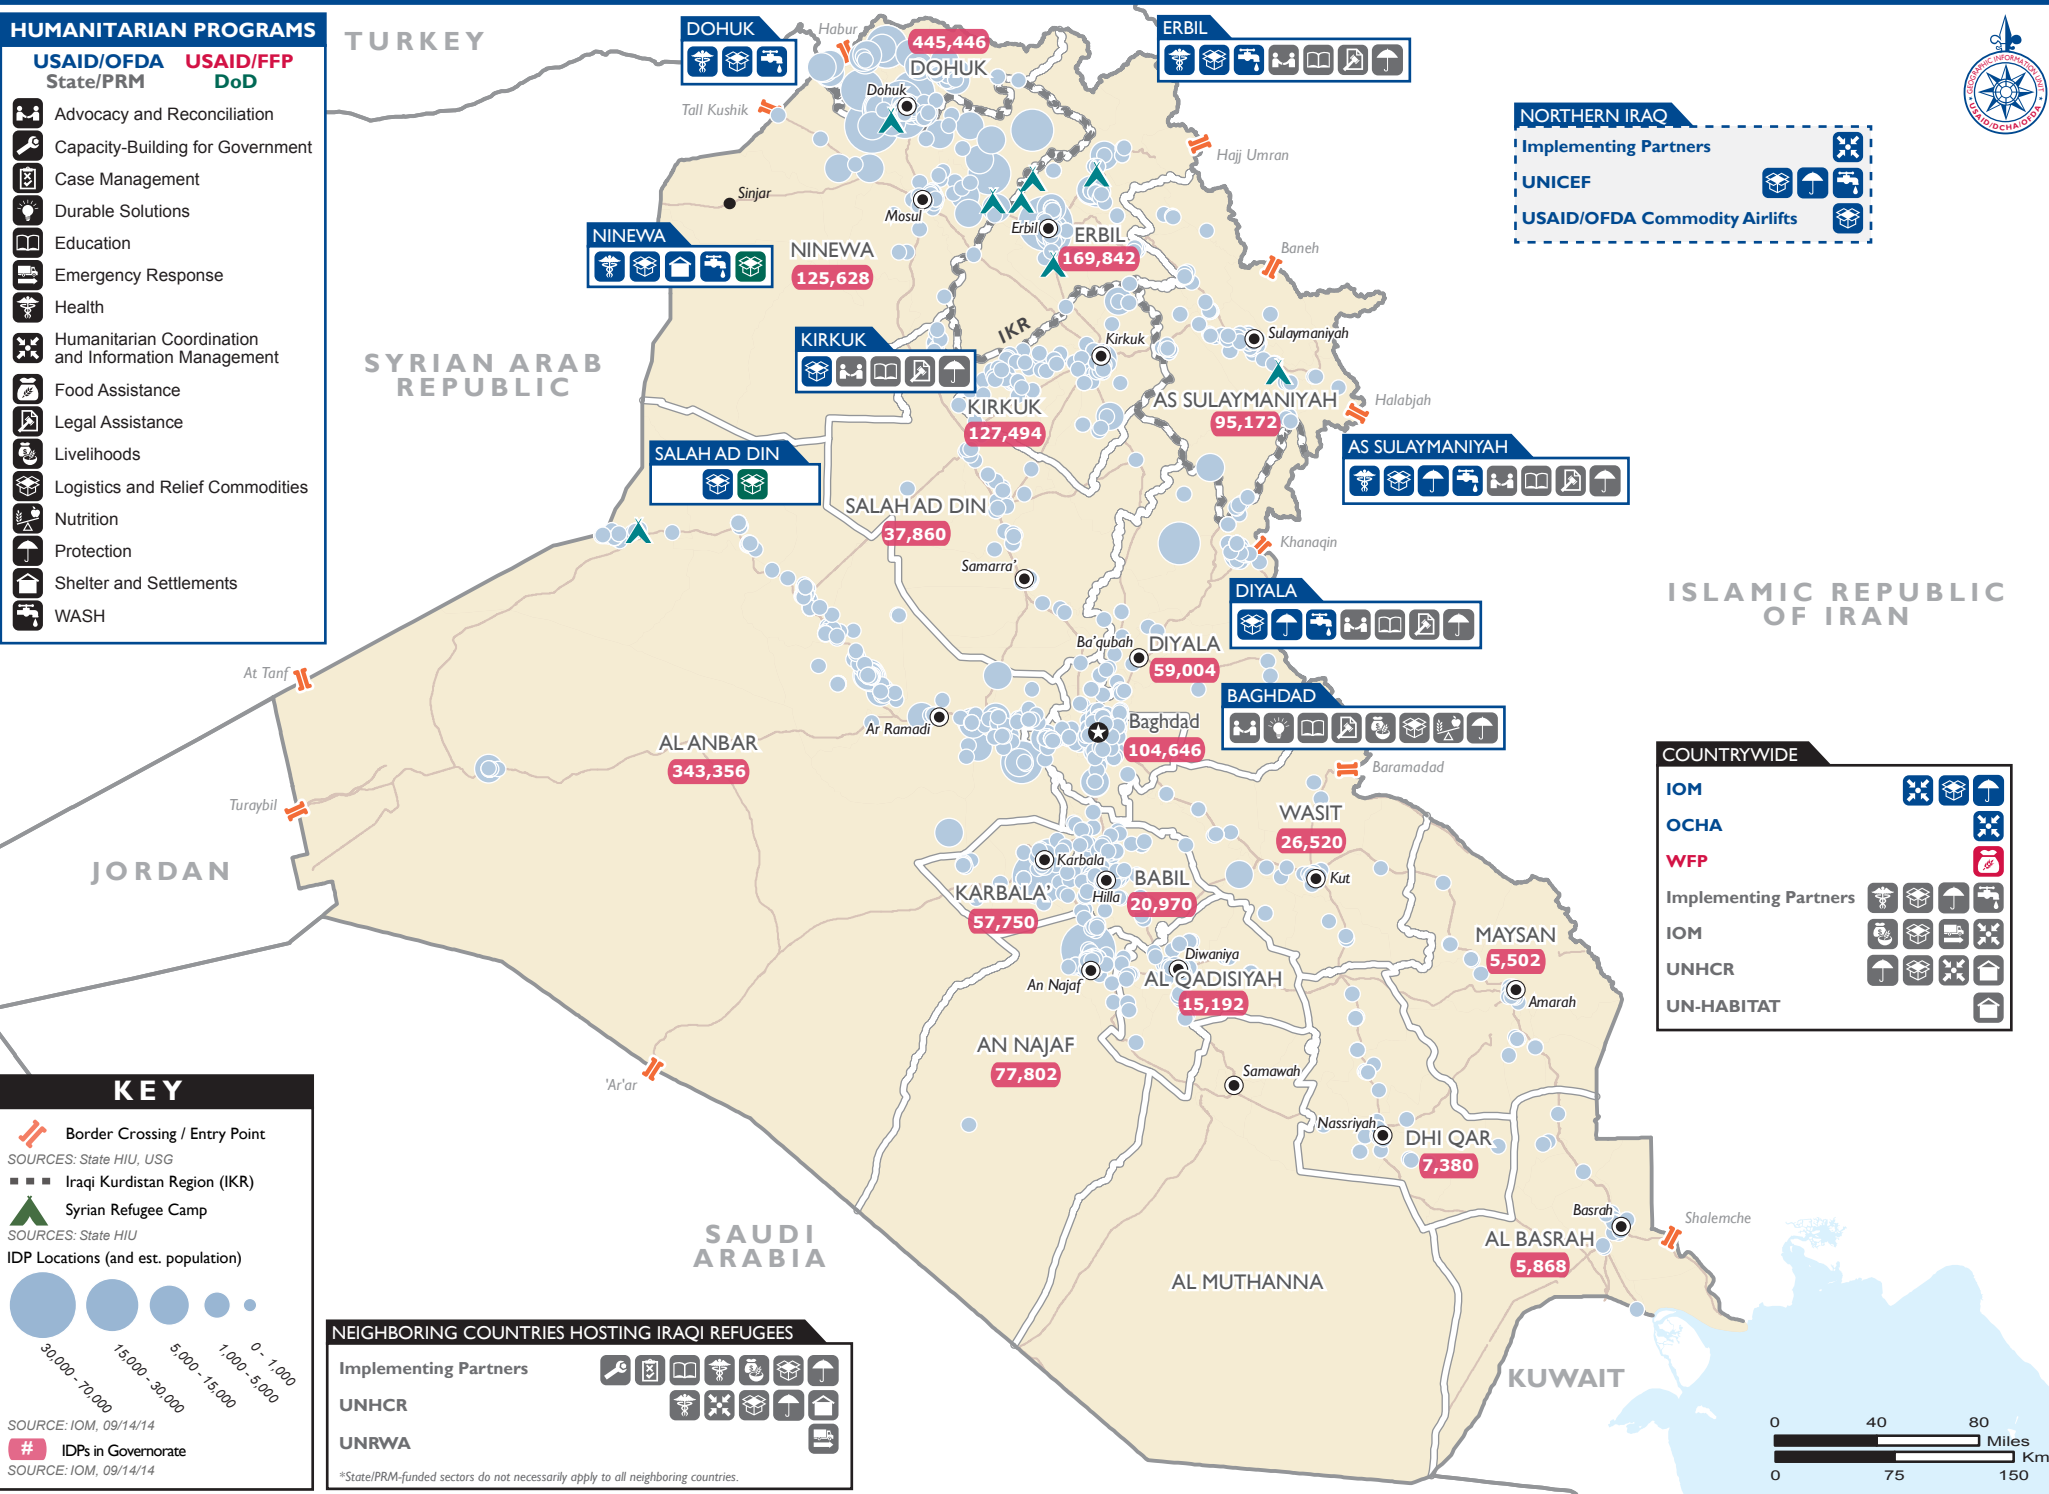 HUMANITARIAN PROGRAMS
USAID/OFDA USAID/FFP
State/PRM DoD
Advocacy and Reconciliation
Capacity-Building for Government
Case Management
Durable Solutions
Education
Emergency Response
Health
Humanitarian Coordination
and Information Management
Food Assistance
Legal Assistance
Livelihoods
Logistics and Relief Commodities
Nutrition
Protection
Shelter and Settlements
WASH
TURKEY
DOHUK
Habur
445,446
DOHUK
Dohuk
Tall Kushik
ERBIL
Hajj Umran
NORTHERN IRAQ
Implementing Partners
UNICEF
USAID/OFDA Commodity Airlifts
GEOGRAPHIC INFORMATION UNIT
USAID/DCHA/OFDA
Sinjar
Mosul
NINEWA
NINEWA
125,628
Erbil
ERBIL
169,842
Baneh
SYRIAN ARAB
REPUBLIC
KIRKUK
IKR
Kirkuk
Sulaymaniyah
KIRKUK
127,494
AS SULAYMANIYAH
95,172
Halabjah
AS SULAYMANIYAH
SALAH AD DIN
SALAH AD DIN
37,860
Samarra'
Khanaqin
ISLAMIC REPUBLIC
OF IRAN
DIYALA
Ba'qubah
DIYALA
59,004
At Tanf
BAGHDAD
Baghdad
104,646
Ar Ramadi
AL ANBAR
343,356
Baramadad
COUNTRYWIDE
IOM
OCHA
WFP
Implementing Partners
IOM
UNHCR
UN-HABITAT
Turaybil
JORDAN
WASIT
26,520
Kut
Karbala
KARBALA'
57,750
Hilla
BABIL
20,970
MAYSAN
5,502
Amarah
Diwaniya
AL QADISIYAH
15,192
An Najaf
AN NAJAF
77,802
'Ar'ar
Samawah
Nassriyah
DHI QAR
7,380
Basrah
Shalemche
AL BASRAH
5,868
SAUDI
ARABIA
AL MUTHANNA
KUWAIT
KEY
Border Crossing / Entry Point
SOURCES: State HIU, USG
Iraqi Kurdistan Region (IKR)
Syrian Refugee Camp
SOURCES: State HIU
IDP Locations (and est. population)
30,000 - 70,000
15,000 - 30,000
5,000 - 15,000
1,000 - 5,000
0 - 1,000
SOURCE: IOM, 09/14/14
# IDPs in Governorate
SOURCE: IOM, 09/14/14
NEIGHBORING COUNTRIES HOSTING IRAQI REFUGEES
Implementing Partners
UNHCR
UNRWA
*State/PRM-funded sectors do not necessarily apply to all neighboring countries.
0 40 80
Miles
Km
0 75 150